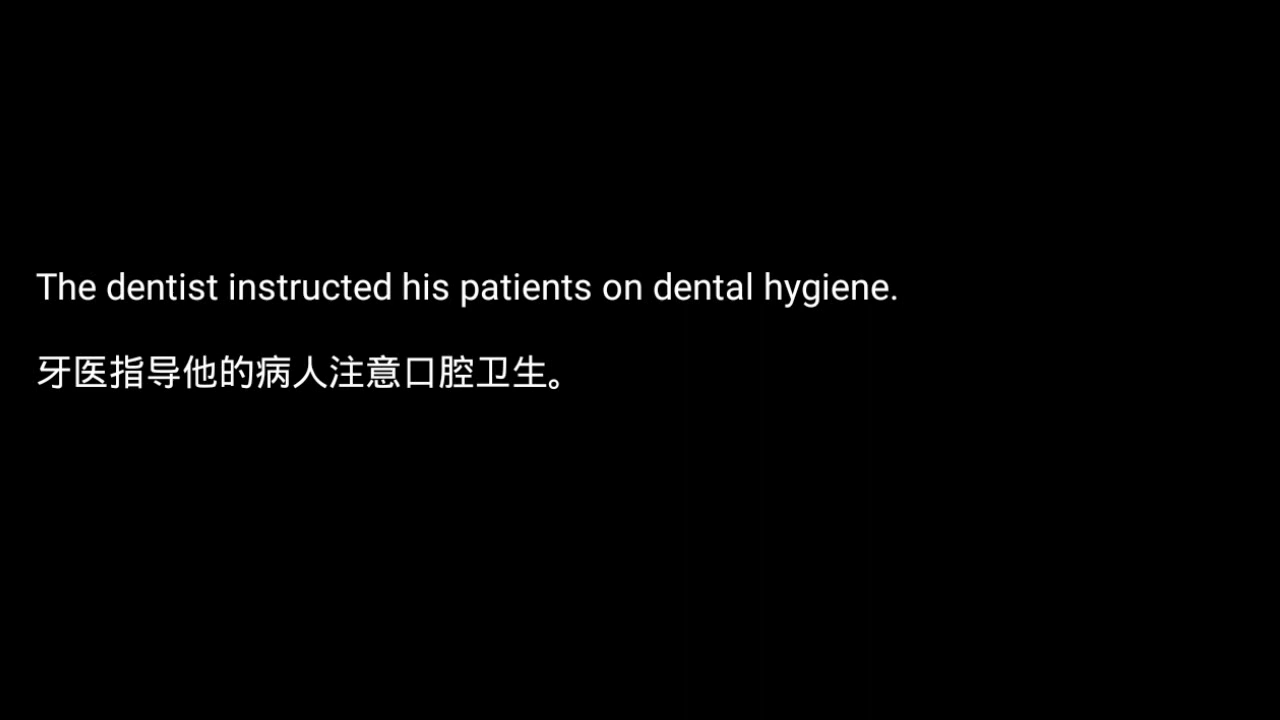 The dentist instructed his patients on dental hygiene.
牙医指导他的病人注意口腔卫生。